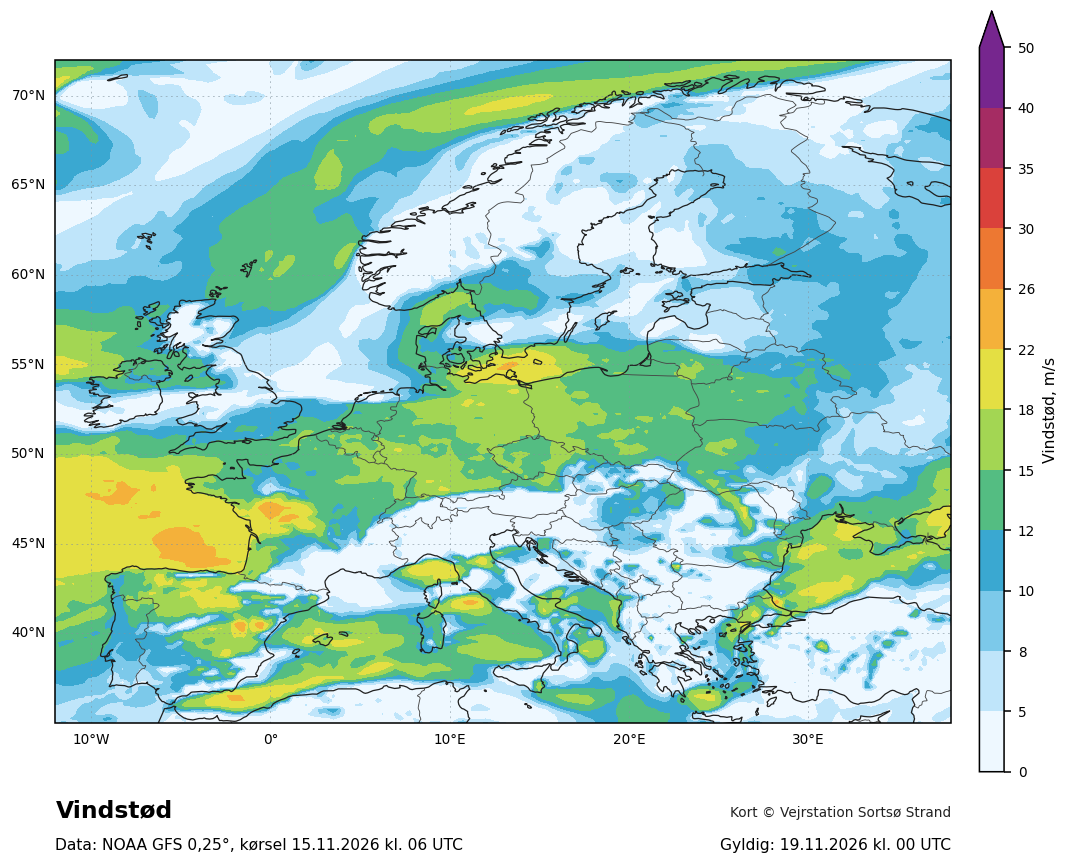 50
40
35
30
26
22
18
15
12
10
8
5
0
Vindstød, m/s
70°N
65°N
60°N
55°N
50°N
45°N
40°N
10°W
0°
10°E
20°E
30°E
Vindstød
Kort © Vejrstation Sortsø Strand
Data: NOAA GFS 0,25°, kørsel 15.11.2026 kl. 06 UTC
Gyldig: 19.11.2026 kl. 00 UTC